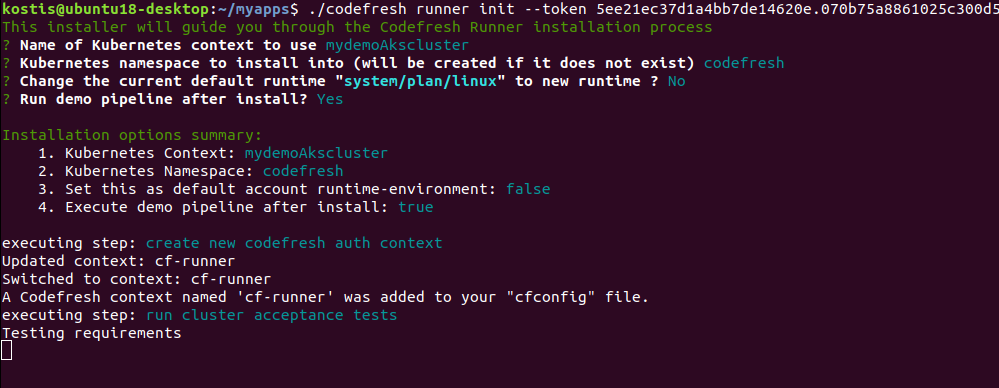 kostis@ubuntu18-desktop:~/myapps$ ./codefresh runner init --token 5ee21ec37d1a4bb7de14620e.070b75a8861025c300d5
This installer will guide you through the Codefresh Runner installation process
? Name of Kubernetes context to use mydemoAkscluster
? Kubernetes namespace to install into (will be created if it does not exist) codefresh
? Change the current default runtime "system/plan/linux" to new runtime ? No
? Run demo pipeline after install? Yes
Installation options summary:
1. Kubernetes Context: mydemoAkscluster
2. Kubernetes Namespace: codefresh
3. Set this as default account runtime-environment: false
4. Execute demo pipeline after install: true
executing step: create new codefresh auth context
Updated context: cf-runner
Switched to context: cf-runner
A Codefresh context named 'cf-runner' was added to your "cfconfig" file.
executing step: run cluster acceptance tests
Testing requirements